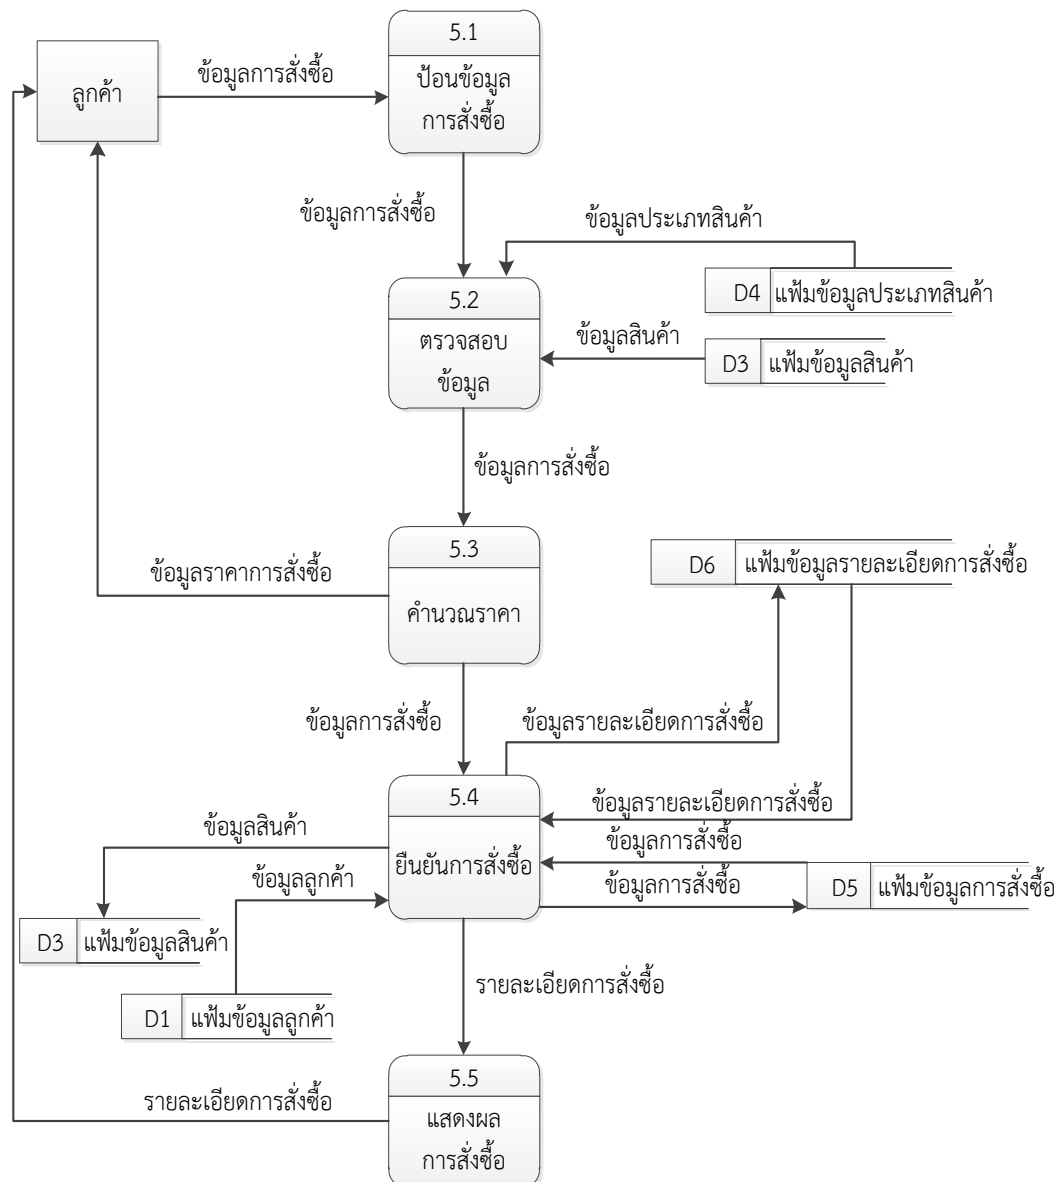 5.1
ลูกค้า
ข้อมูลการสั่งซื้อ
ป้อนข้อมูล
การสั่งซื้อ
ข้อมูลการสั่งซื้อ
ข้อมูลประเภทสินค้า
D4 แฟ้มข้อมูลประเภทสินค้า
5.2
ตรวจสอบ
ข้อมูล
ข้อมูลสินค้า
D3 แฟ้มข้อมูลสินค้า
ข้อมูลการสั่งซื้อ
5.3
คำนวณราคา
ข้อมูลราคาการสั่งซื้อ
D6 แฟ้มข้อมูลรายละเอียดการสั่งซื้อ
ข้อมูลการสั่งซื้อ
ข้อมูลรายละเอียดการสั่งซื้อ
5.4
ยืนยันการสั่งซื้อ
ข้อมูลรายละเอียดการสั่งซื้อ
ข้อมูลการสั่งซื้อ
ข้อมูลการสั่งซื้อ
D5 แฟ้มข้อมูลการสั่งซื้อ
ข้อมูลสินค้า
ข้อมูลลูกค้า
D3 แฟ้มข้อมูลสินค้า
D1 แฟ้มข้อมูลลูกค้า
รายละเอียดการสั่งซื้อ
5.5
แสดงผล
การสั่งซื้อ
รายละเอียดการสั่งซื้อ